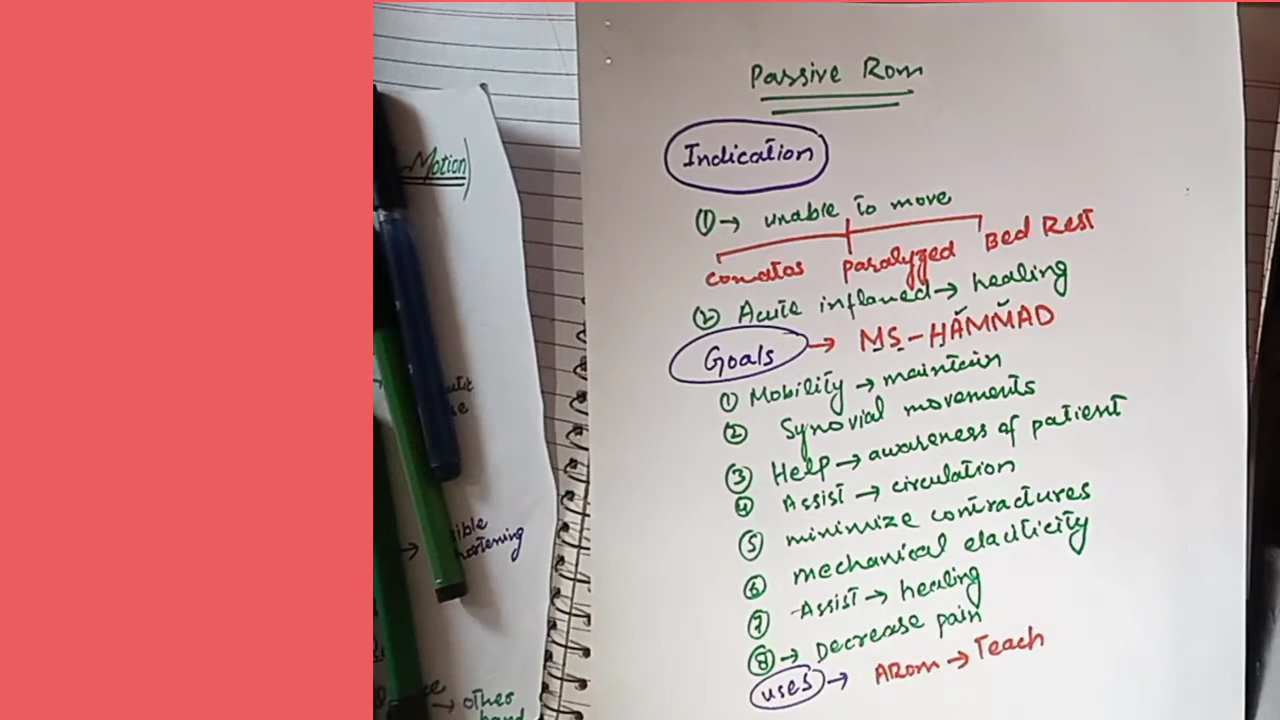 Passive Rom
Indication
① → unable to move
comatos paralyzed Bed Rest
② Acute inflamed → healing
Goals → MS-HAMMAD
① Mobility → maintain
② Synovial movements
③ Help → awareness of patient
④ Assist → circulation
⑤ minimize contractures
⑥ mechanical elasticity
⑦ Assist → healing
⑧ → Decrease pain
uses → ARom → Teach
Motion)
→ other
hand